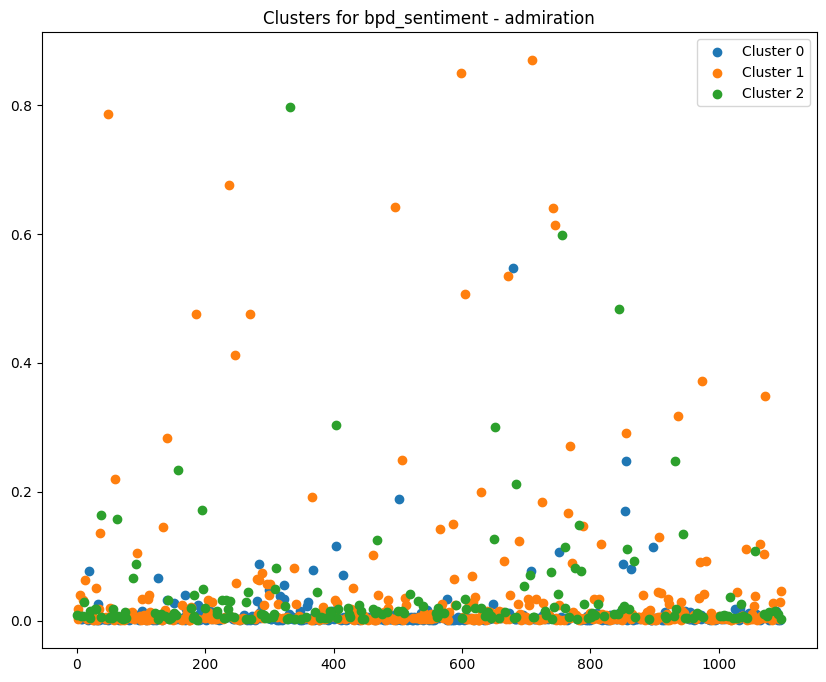 Clusters for bpd_sentiment - admiration
Cluster 0
Cluster 1
Cluster 2
0.8
0.6
0.4
0.2
0.0
0 200 400 600 800 1000